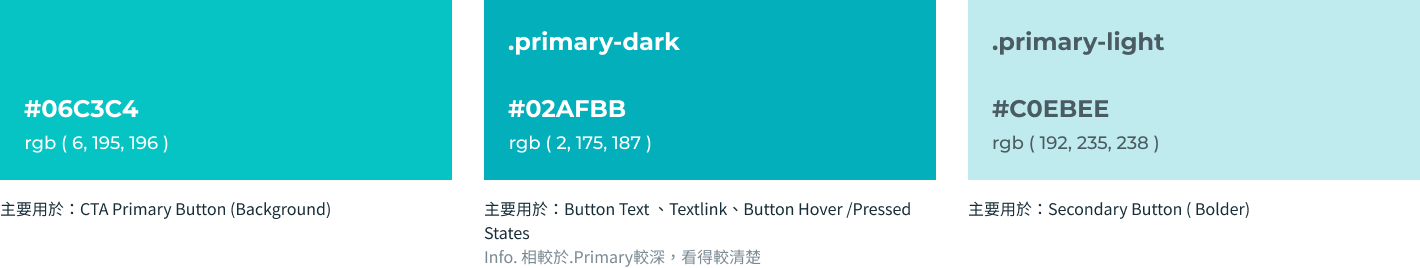 #06C3C4
rgb ( 6, 195, 196 )
主要用於：CTA Primary Button (Background)
.primary-dark
#02AFBB
rgb ( 2, 175, 187 )
主要用於：Button Text 、Textlink、Button Hover /Pressed
States
Info. 相較於.Primary較深，看得較清楚
.primary-light
#C0EBEE
rgb ( 192, 235, 238 )
主要用於：Secondary Button ( Bolder)